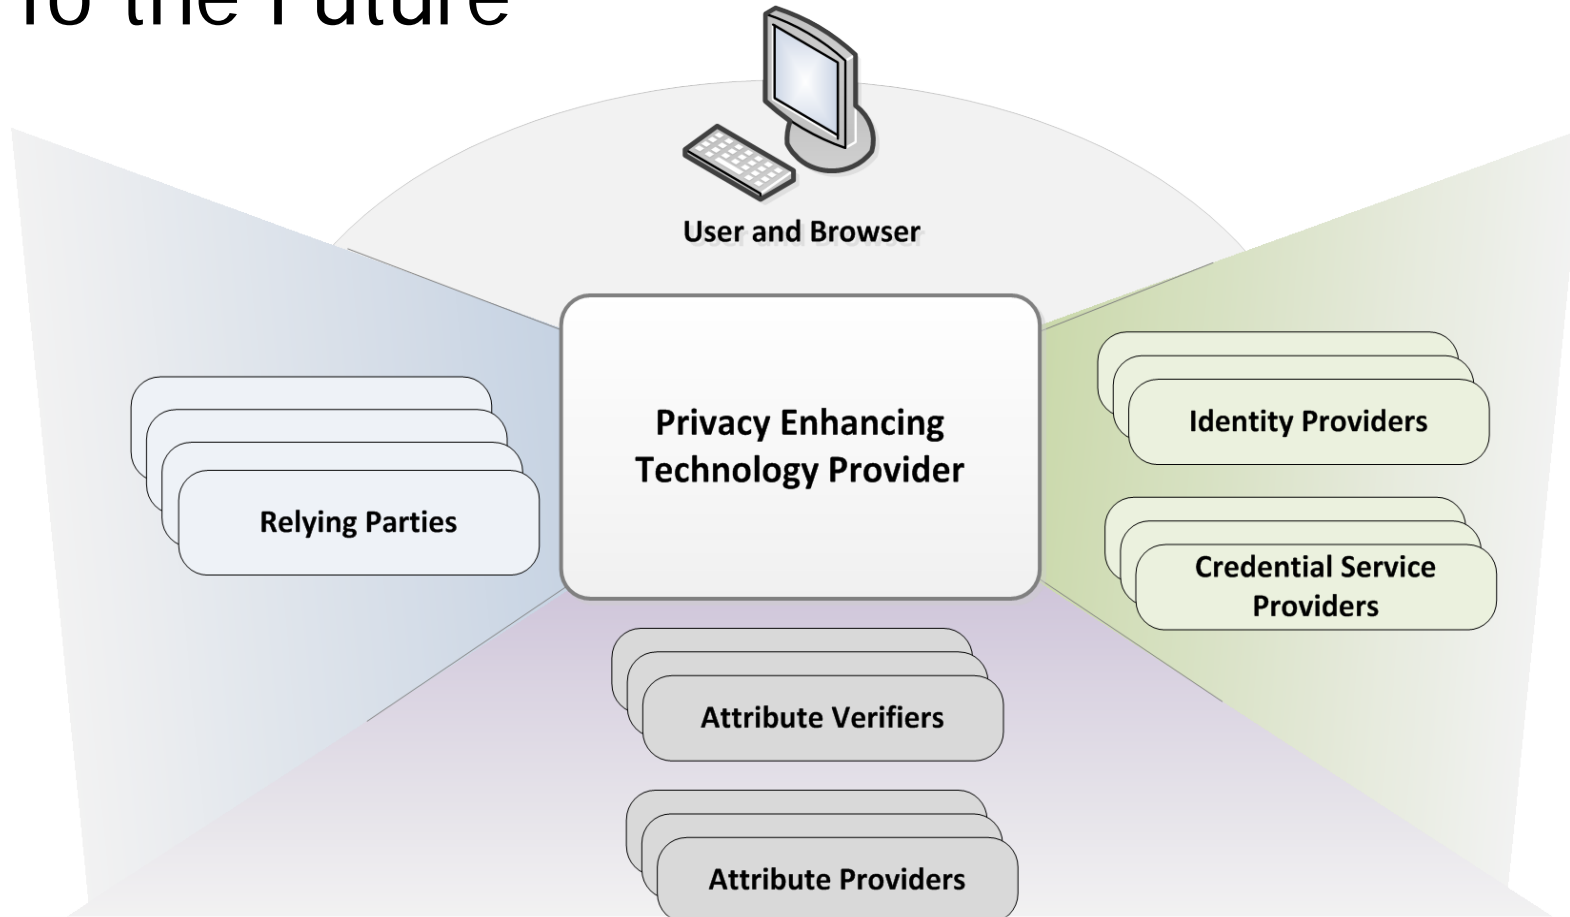 To the Future
User and Browser
Privacy Enhancing
Technology Provider
Relying Parties
Identity Providers
Credential Service
Providers
Attribute Verifiers
Attribute Providers